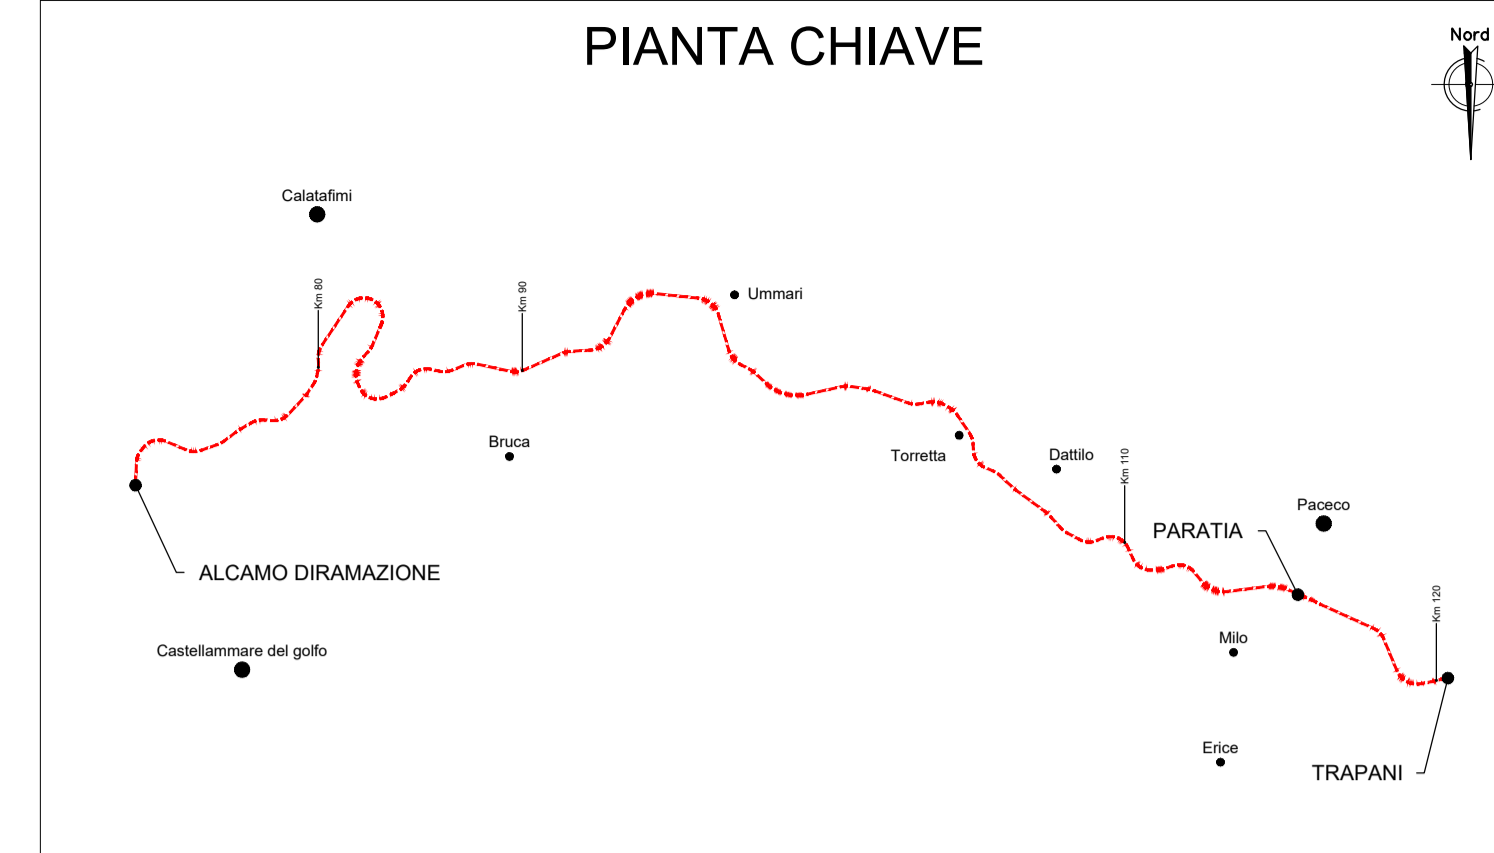 PIANTA CHIAVE
Nord
Calatafimi
Km 80
Km 90
Ummari
Bruca
Torretta
Dattilo
Km 110
Paceco
PARATIA
ALCAMO DIRAMAZIONE
Km 120
Milo
Castellammare del golfo
Erice
TRAPANI